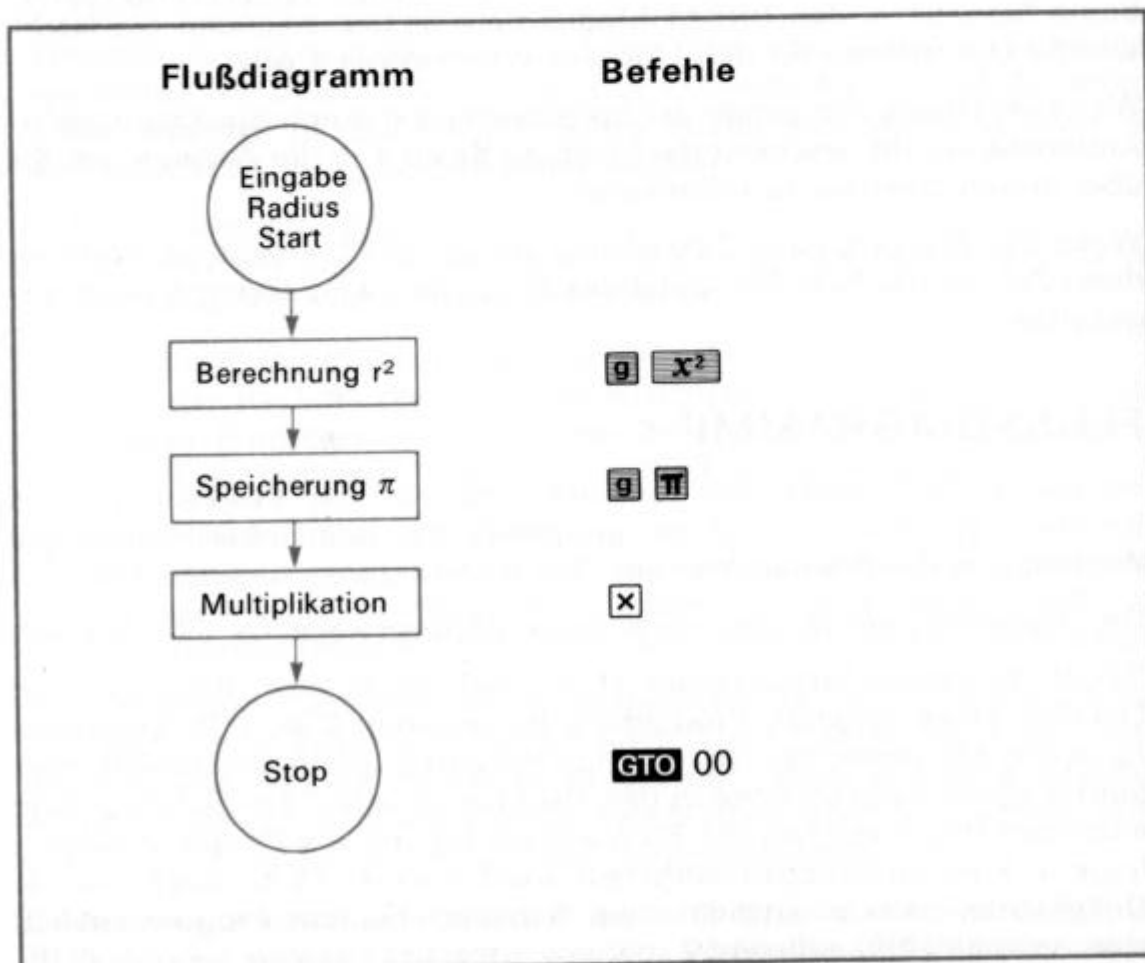 Flußdiagramm Befehle
Eingabe
Radius
Start
Berechnung r² g x²
Speicherung π g π
Multiplikation ×
Stop GTO 00